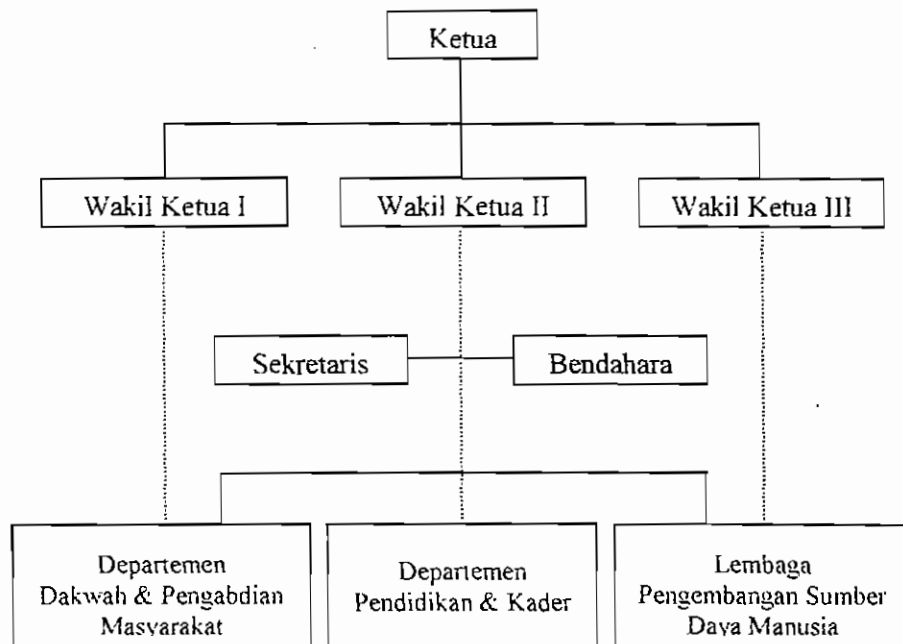 Ketua
Wakil Ketua I
Wakil Ketua II
Wakil Ketua III
Sekretaris
Bendahara
Departemen
Dakwah & Pengabdian
Masyarakat
Departemen
Pendidikan & Kader
Lembaga
Pengembangan Sumber
Daya Manusia